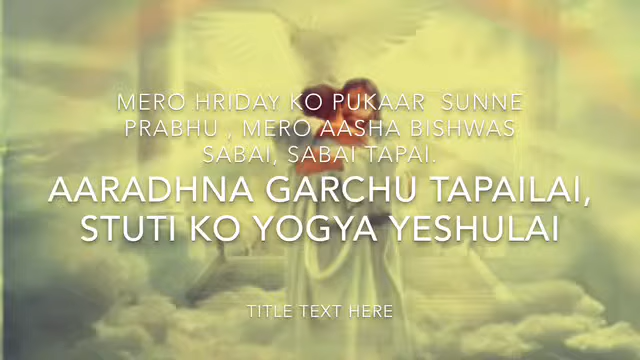 MERO HRIDAY KO PUKAAR SUNNE
PRABHU , MERO AASHA BISHWAS
SABAI, SABAI TAPAI.
AARADHNA GARCHU TAPAILAI,
STUTI KO YOGYA YESHULAI
TITLE TEXT HERE